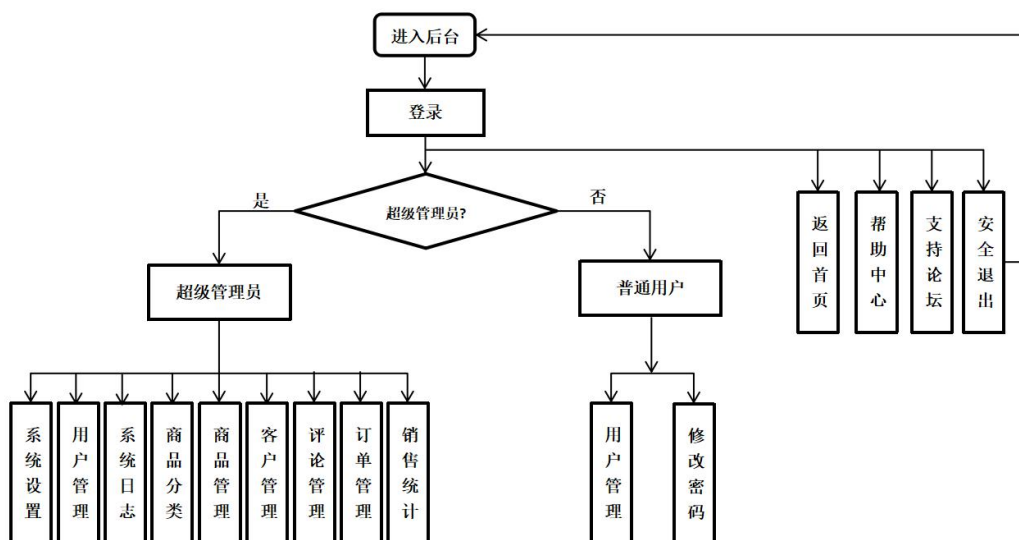 进入后台
登录
是
超级管理员?
否
返回首页
帮助中心
支持论坛
安全退出
超级管理员
普通用户
系统设置
用户管理
系统日志
商品分类
商品管理
客户管理
评论管理
订单管理
销售统计
用户管理
修改密码